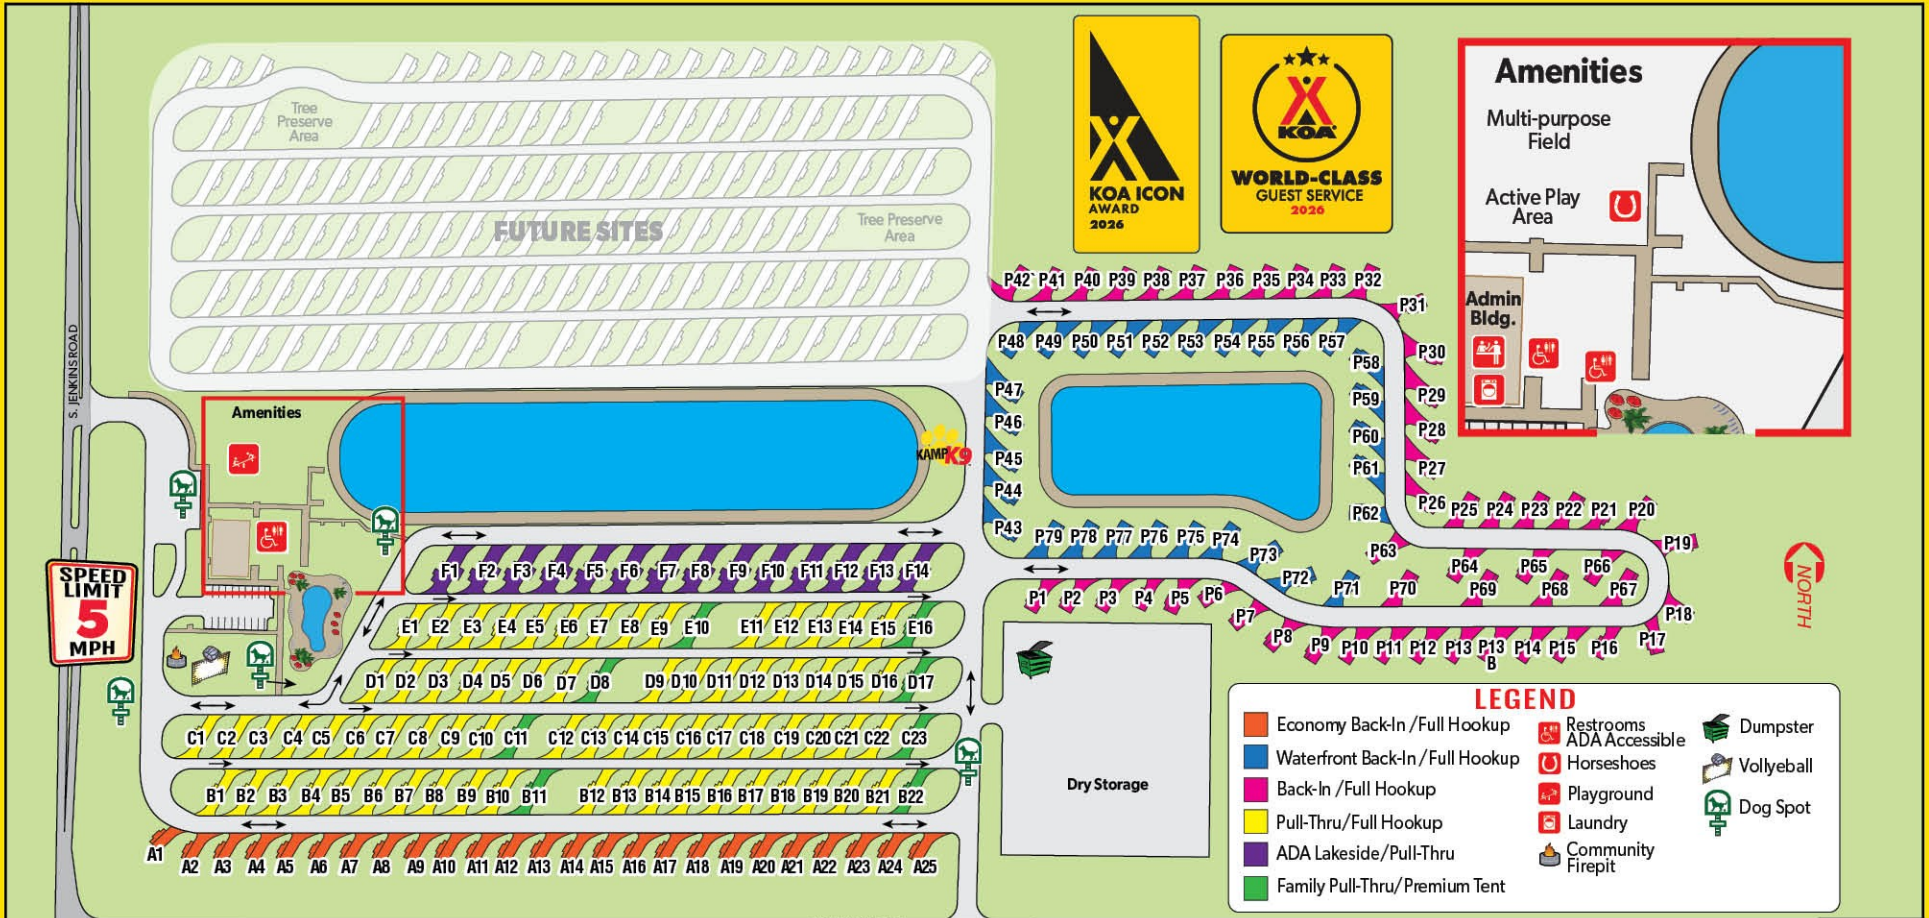 Tree
Preserve
Area
FUTURE SITES
Tree Preserve
Area
KOA ICON
AWARD
2026
KOA
WORLD-CLASS
GUEST SERVICE
2026
Amenities
Multi-purpose
Field
Active Play
Area
Admin
Bldg.
S. JENKINS ROAD
Amenities
KAMP K9
SPEED
LIMIT
5
MPH
P42 P41 P40 P39 P38 P37 P36 P35 P34 P33 P32
P31
P48 P49 P50 P51 P52 P53 P54 P55 P56 P57
P30
P58
P47
P29
P59
P46
P28
P60
P45
P27
P61
P44
P26 P25 P24 P23 P22 P21 P20
P62
P43
P79 P78 P77 P76 P75 P74
P73
P63
P19
P64 P65 P66
P72
P71 P70 P69 P68 P67
P1 P2 P3 P4 P5 P6
P7
P18
P8
P17
P9 P10 P11 P12 P13 P13
B
P14 P15 P16
NORTH
F1 F2 F3 F4 F5 F6 F7 F8 F9 F10 F11 F12 F13 F14
E1 E2 E3 E4 E5 E6 E7 E8 E9 E10 E11 E12 E13 E14 E15 E16
D1 D2 D3 D4 D5 D6 D7 D8 D9 D10 D11 D12 D13 D14 D15 D16 D17
C1 C2 C3 C4 C5 C6 C7 C8 C9 C10 C11 C12 C13 C14 C15 C16 C17 C18 C19 C20 C21 C22 C23
B1 B2 B3 B4 B5 B6 B7 B8 B9 B10 B11 B12 B13 B14 B15 B16 B17 B18 B19 B20 B21 B22
A1 A2 A3 A4 A5 A6 A7 A8 A9 A10 A11 A12 A13 A14 A15 A16 A17 A18 A19 A20 A21 A22 A23 A24 A25
Dry Storage
LEGEND
Economy Back-In /Full Hookup
Waterfront Back-In /Full Hookup
Back-In /Full Hookup
Pull-Thru/Full Hookup
ADA Lakeside/Pull-Thru
Family Pull-Thru/Premium Tent
Restrooms
ADA Accessible
Horseshoes
Playground
Laundry
Community
Firepit
Dumpster
Vollyeball
Dog Spot